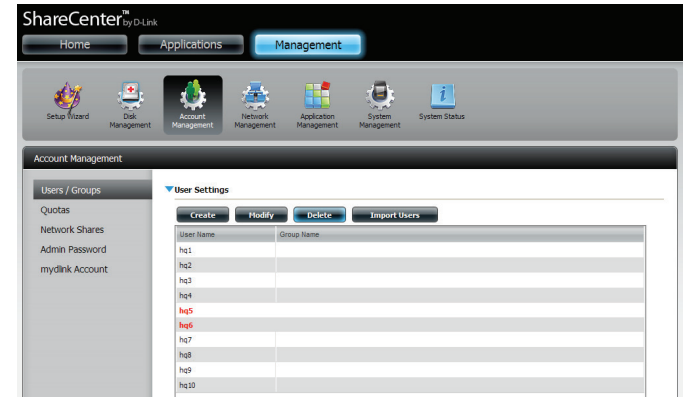 ShareCenter™ by D-Link
Home Applications Management
Setup Wizard Disk Management Account Management Network Management Application Management System Management System Status
Account Management
Users / Groups
Quotas
Network Shares
Admin Password
mydlink Account
User Settings
Create Modify Delete Import Users
User Name Group Name
hq1
hq2
hq3
hq4
hq5
hq6
hq7
hq8
hq9
hq10